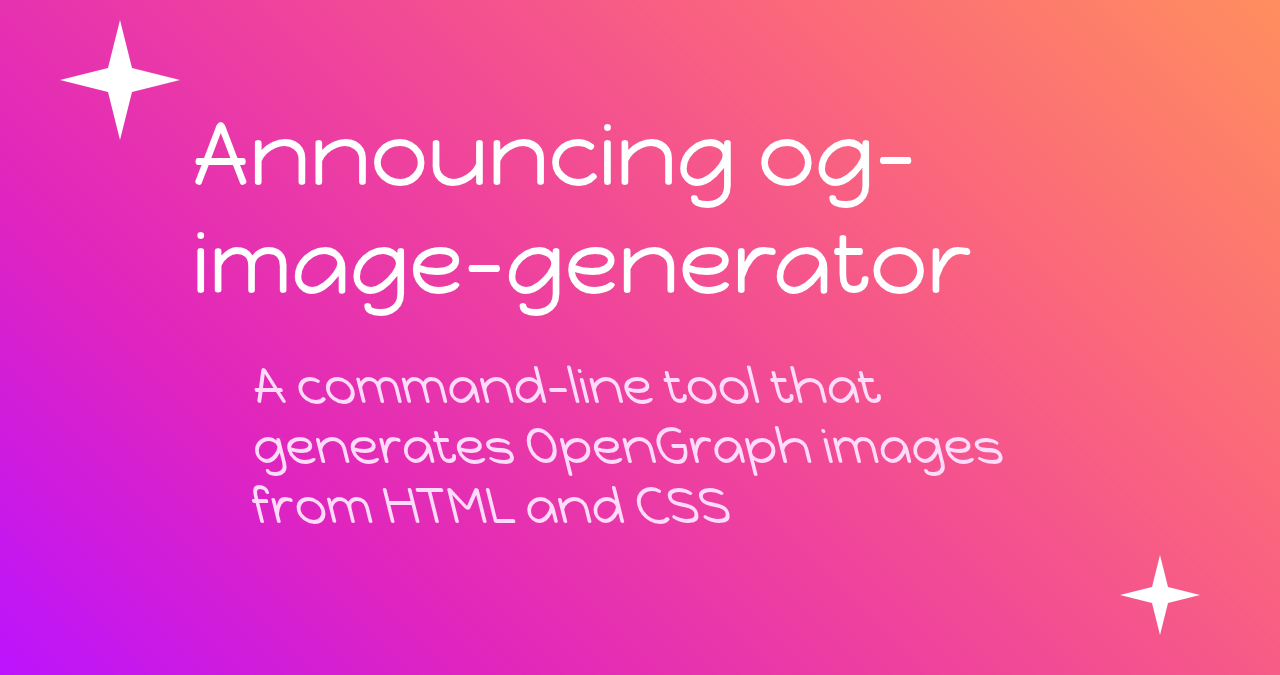 Announcing og-
image-generator
A command-line tool that
generates OpenGraph images
from HTML and CSS